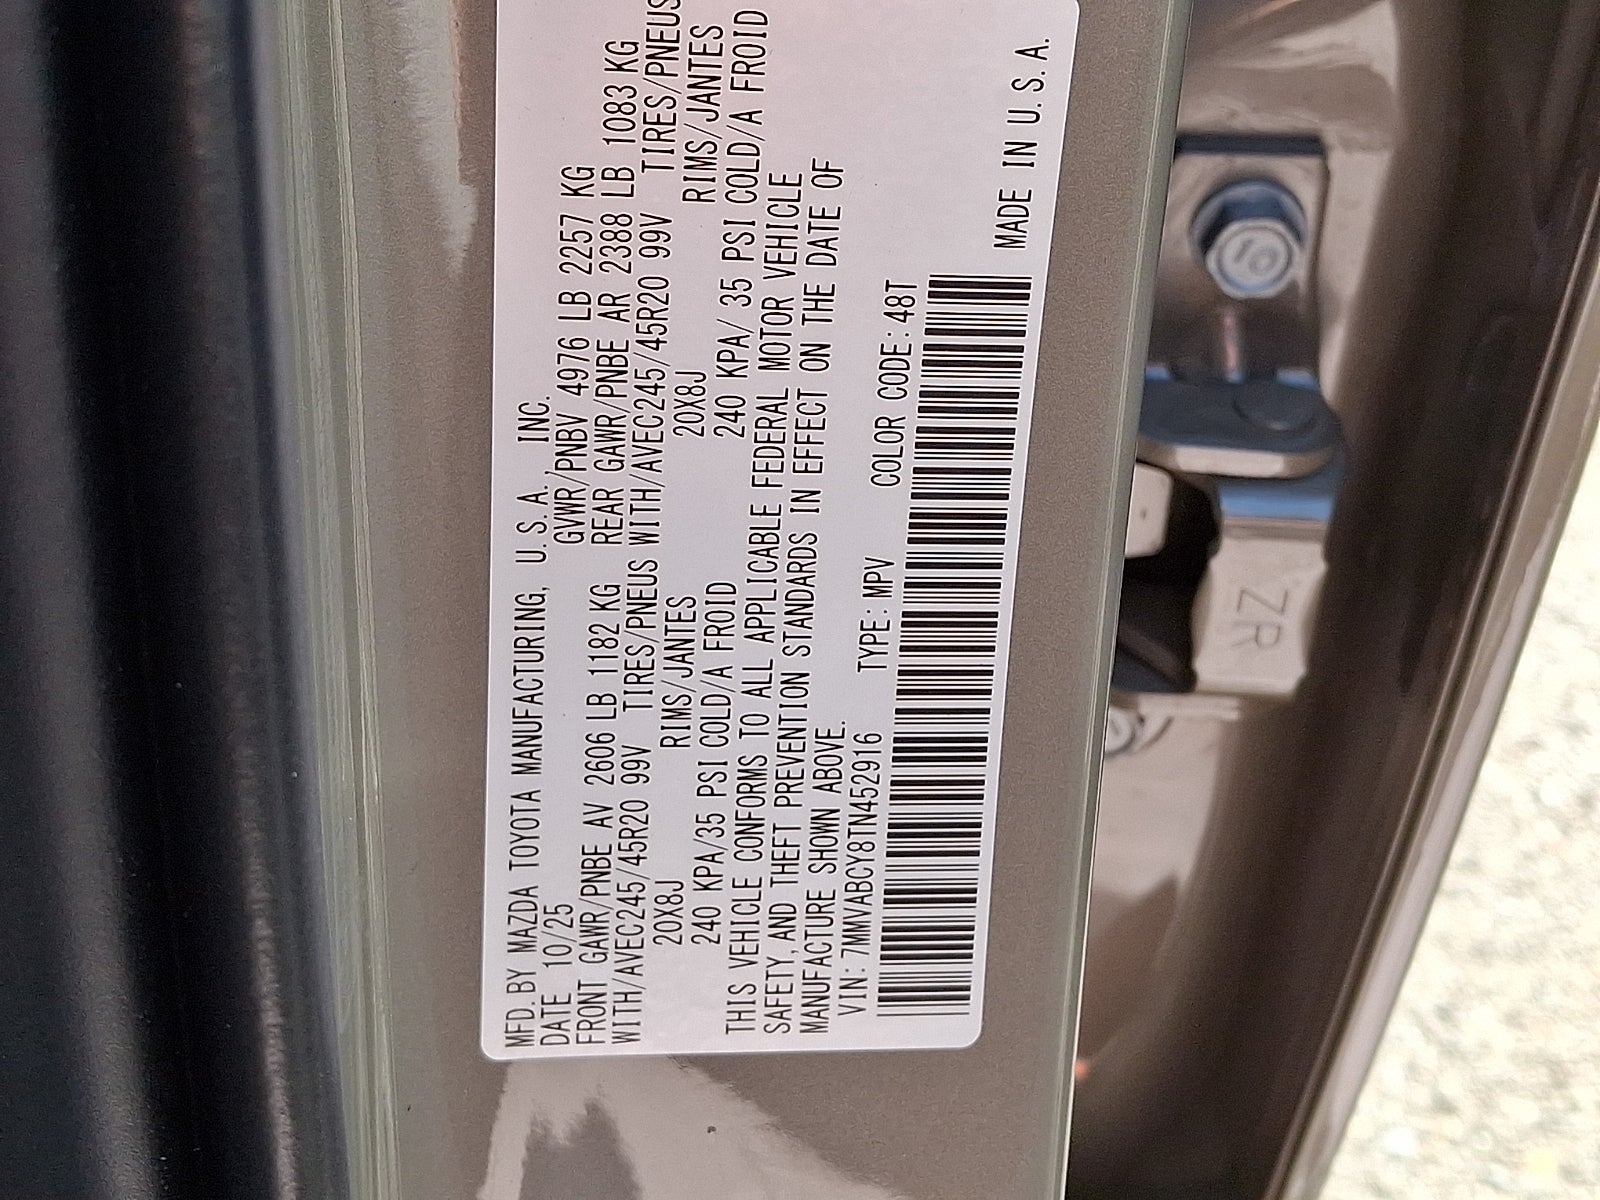 MFD.BY MAZDA TOYOTA MANUFACTURING, U.S.A., INC.
DATE 10/25 GVWR/PNBV 4976 LB 2257 KG
FRONT GAWR/PNBE AV 2606 LB 1182 KG REAR GAWR/PNBE AR 2388 LB 1083 KG
WITH/AVEC245/45R20 99V TIRES/PNEUS WITH/AVEC245/45R20 99V TIRES/PNEUS
20X8J RIMS/JANTES 20X8J RIMS/JANTES
240 KPA/35 PSI COLD/A FROID 240 KPA/ 35 PSI COLD/A FROID
THIS VEHICLE CONFORMS TO ALL APPLICABLE FEDERAL MOTOR VEHICLE
SAFETY, AND THEFT PREVENTION STANDARDS IN EFFECT ON THE DATE OF
MANUFACTURE SHOWN ABOVE.
VIN: 7MMVABCY8TN452916 TYPE: MPV COLOR CODE: 48T
MADE IN U.S.A.
ZR
10